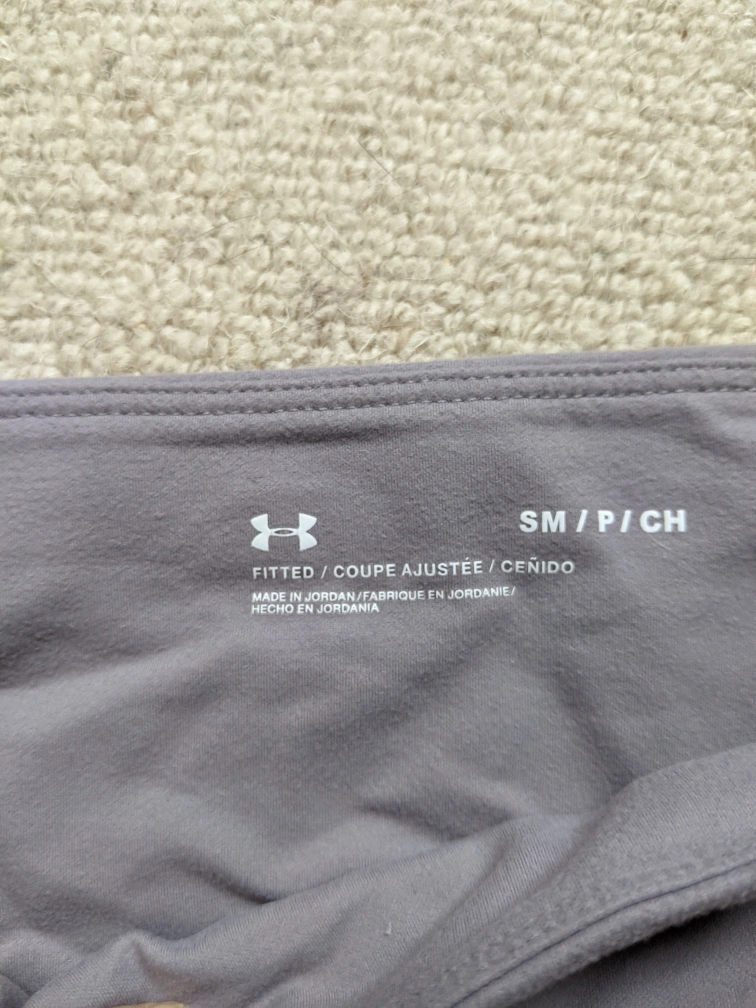 SM / P / CH
FITTED / COUPE AJUSTÉE / CEÑIDO
MADE IN JORDAN/FABRIQUE EN JORDANIE/
HECHO EN JORDANIA